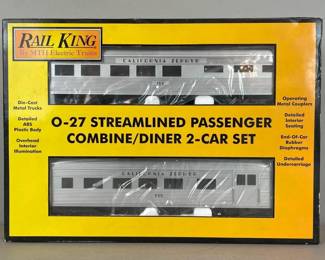 RAIL KING
By MTH Electric Trains
CALIFORNIA ZEPHYR
Die-Cast
Metal Trucks
Detailed
ABS
Plastic Body
Overhead
Interior
Illumination
O-27 STREAMLINED PASSENGER
COMBINE/DINER 2-CAR SET
Operating
Metal Couplers
Detailed
Interior
Seating
End-Of-Car
Rubber
Diaphragms
Detailed
Undercarriage
CALIFORNIA ZEPHYR